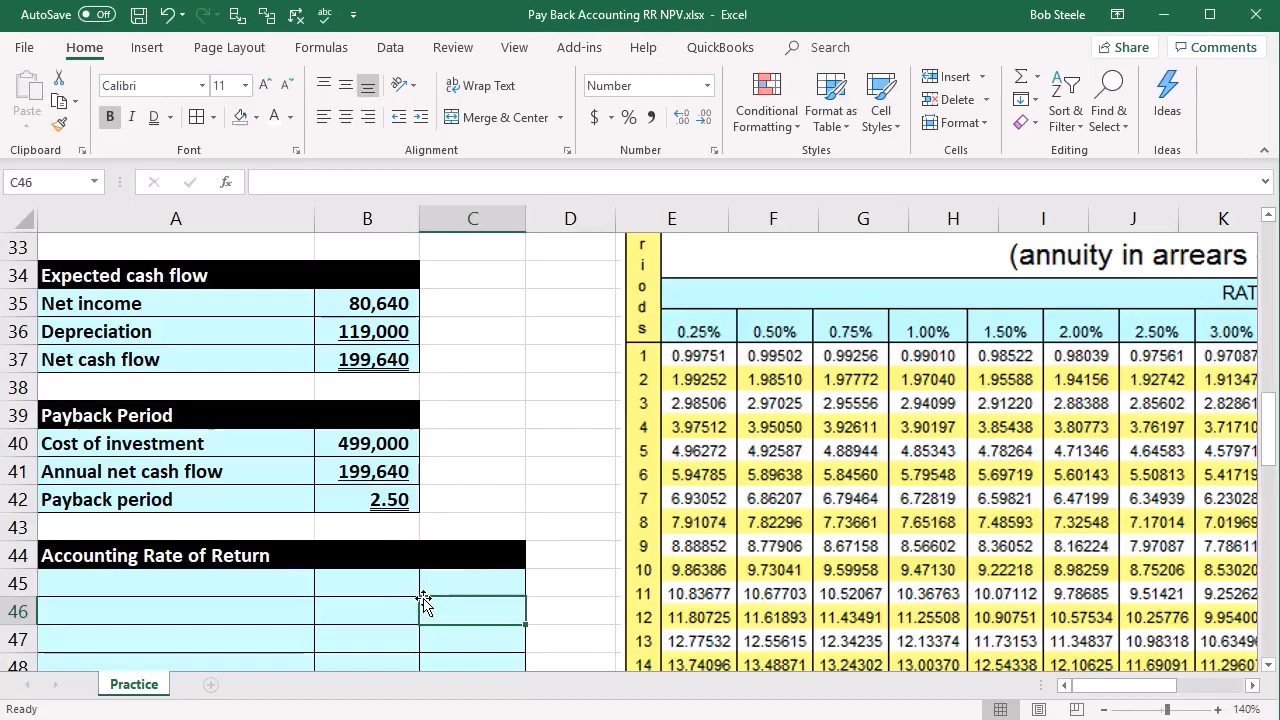 AutoSave Off Pay Back Accounting RR NPV.xlsx - Excel Bob Steele
File Home Insert Page Layout Formulas Data Review View Add-ins Help QuickBooks Search Share Comments
Paste Calibri 11 Wrap Text Number Conditional Formatting Format as Table Cell Styles Insert Sort & Filter Find & Select Ideas
Delete
B I D A Merge & Center $ % Format
Clipboard Font Alignment Number Styles Cells Editing Ideas
C46 fx
A B C D E F G H I J K
33 r (annuity in arrears
34 Expected cash flow i
35 Net income 80,640 o RAT
d
36 Depreciation 119,000 s 0.25% 0.50% 0.75% 1.00% 1.50% 2.00% 2.50% 3.00%
37 Net cash flow 199,640 1 0.99751 0.99502 0.99256 0.99010 0.98522 0.98039 0.97561 0.97087
38 2 1.99252 1.98510 1.97772 1.97040 1.95588 1.94156 1.92742 1.91347
39 Payback Period 3 2.98506 2.97025 2.95556 2.94099 2.91220 2.88388 2.85602 2.82861
40 Cost of investment 499,000 4 3.97512 3.95050 3.92611 3.90197 3.85438 3.80773 3.76197 3.71710
41 Annual net cash flow 199,640 5 4.96272 4.92587 4.88944 4.85343 4.78264 4.71346 4.64583 4.57971
6 5.94785 5.89638 5.84560 5.79548 5.69719 5.60143 5.50813 5.41719
42 Payback period 2.50 7 6.93052 6.86207 6.79464 6.72819 6.59821 6.47199 6.34939 6.23028
43 8 7.91074 7.82296 7.73661 7.65168 7.48593 7.32548 7.17014 7.01969
44 Accounting Rate of Return 9 8.88852 8.77906 8.67158 8.56602 8.36052 8.16224 7.97087 7.78611
45 10 9.86386 9.73041 9.59958 9.47130 9.22218 8.98259 8.75206 8.53020
46 11 10.83677 10.67703 10.52067 10.36763 10.07112 9.78685 9.51421 9.25262
12 11.80725 11.61893 11.43491 11.25508 10.90751 10.57534 10.25776 9.95400
47 13 12.77532 12.55615 12.34235 12.13374 11.73153 11.34837 10.98318 10.63496
48 14 13.74096 13.48871 13.24302 13.00370 12.54338 12.10625 11.69091 11.29607
Practice
Ready 140%